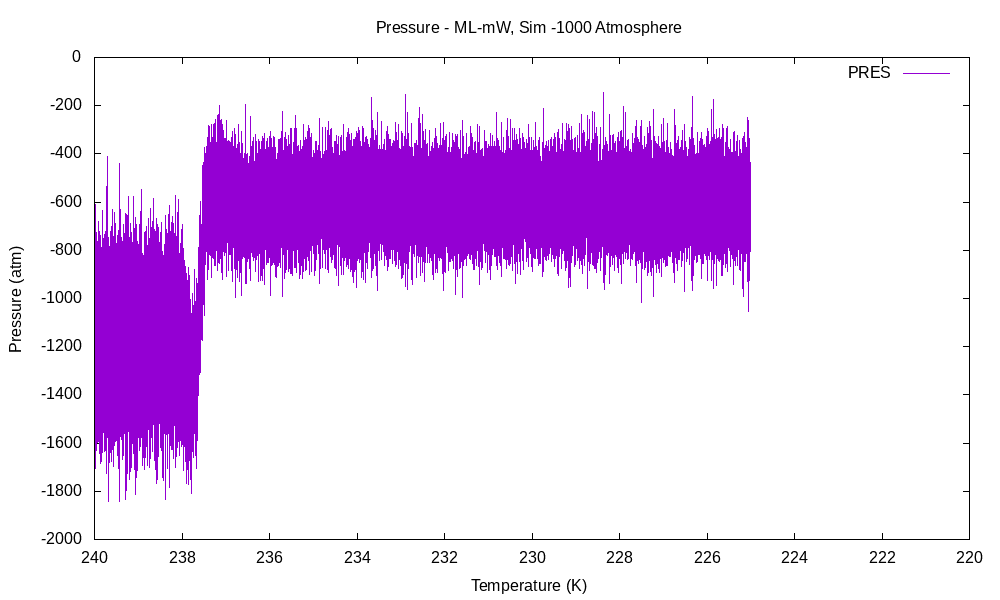 Pressure - ML-mW, Sim -1000 Atmosphere
PRES
0
-200
-400
-600
-800
-1000
-1200
-1400
-1600
-1800
-2000
Pressure (atm)
240 238 236 234 232 230 228 226 224 222 220
Temperature (K)